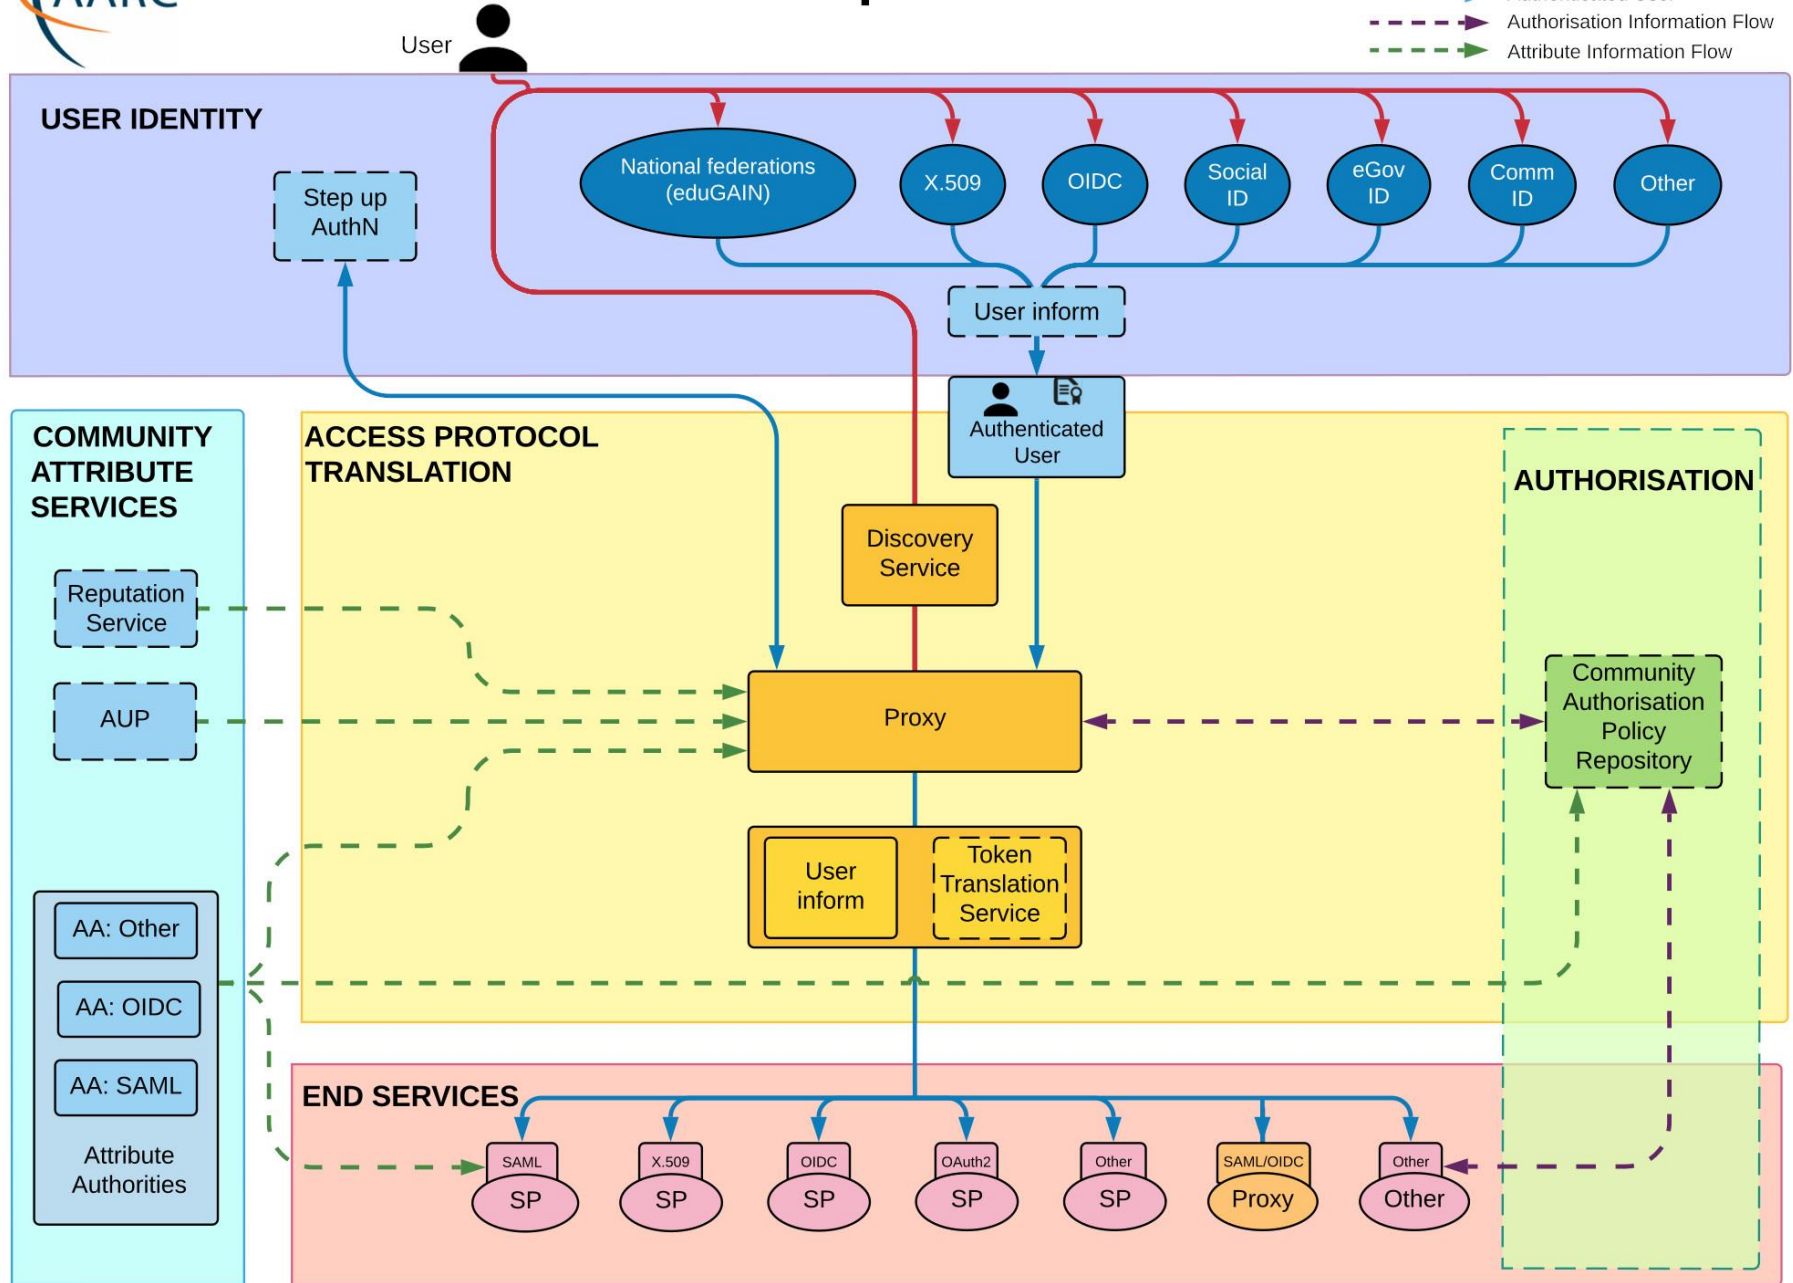 AARC
User
Authorisation Information Flow
Attribute Information Flow
USER IDENTITY
Step up
AuthN
National federations
(eduGAIN)
X.509
OIDC
Social
ID
eGov
ID
Comm
ID
Other
User inform
Authenticated
User
COMMUNITY
ATTRIBUTE
SERVICES
ACCESS PROTOCOL
TRANSLATION
AUTHORISATION
Discovery
Service
Reputation
Service
AUP
Proxy
Community
Authorisation
Policy
Repository
User
inform
Token
Translation
Service
AA: Other
AA: OIDC
AA: SAML
Attribute
Authorities
END SERVICES
SAML
SP
X.509
SP
OIDC
SP
OAuth2
SP
Other
SP
SAML/OIDC
Proxy
Other
Other